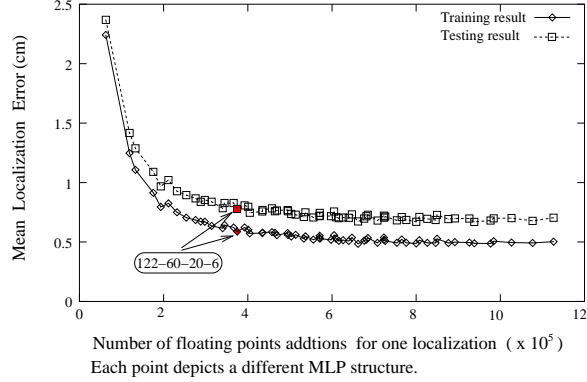 2.5
2
1.5
1
0.5
0
0
2
4
6
8
10
12
Mean Localization Error (cm)
Training result
Testing result
122–60–20–6
Number of floating points addtions for one localization ( x 10^5 )
Each point depicts a different MLP structure.